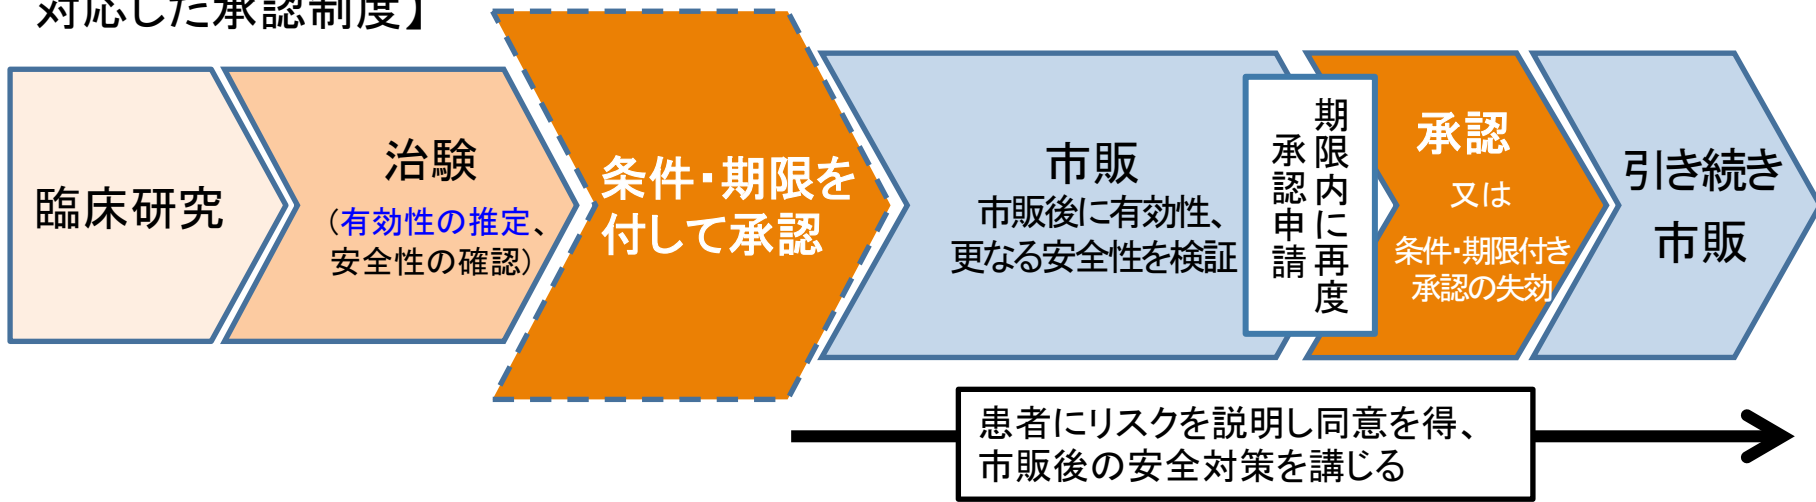 対応した承認制度】
臨床研究
治験
（有効性の推定、
安全性の確認）
条件・期限を
付して承認
市販
市販後に有効性、
更なる安全性を検証
期限内に再度
承認申請
承認
又は
条件・期限付き
承認の失効
引き続き
市販
患者にリスクを説明し同意を得、
市販後の安全対策を講じる